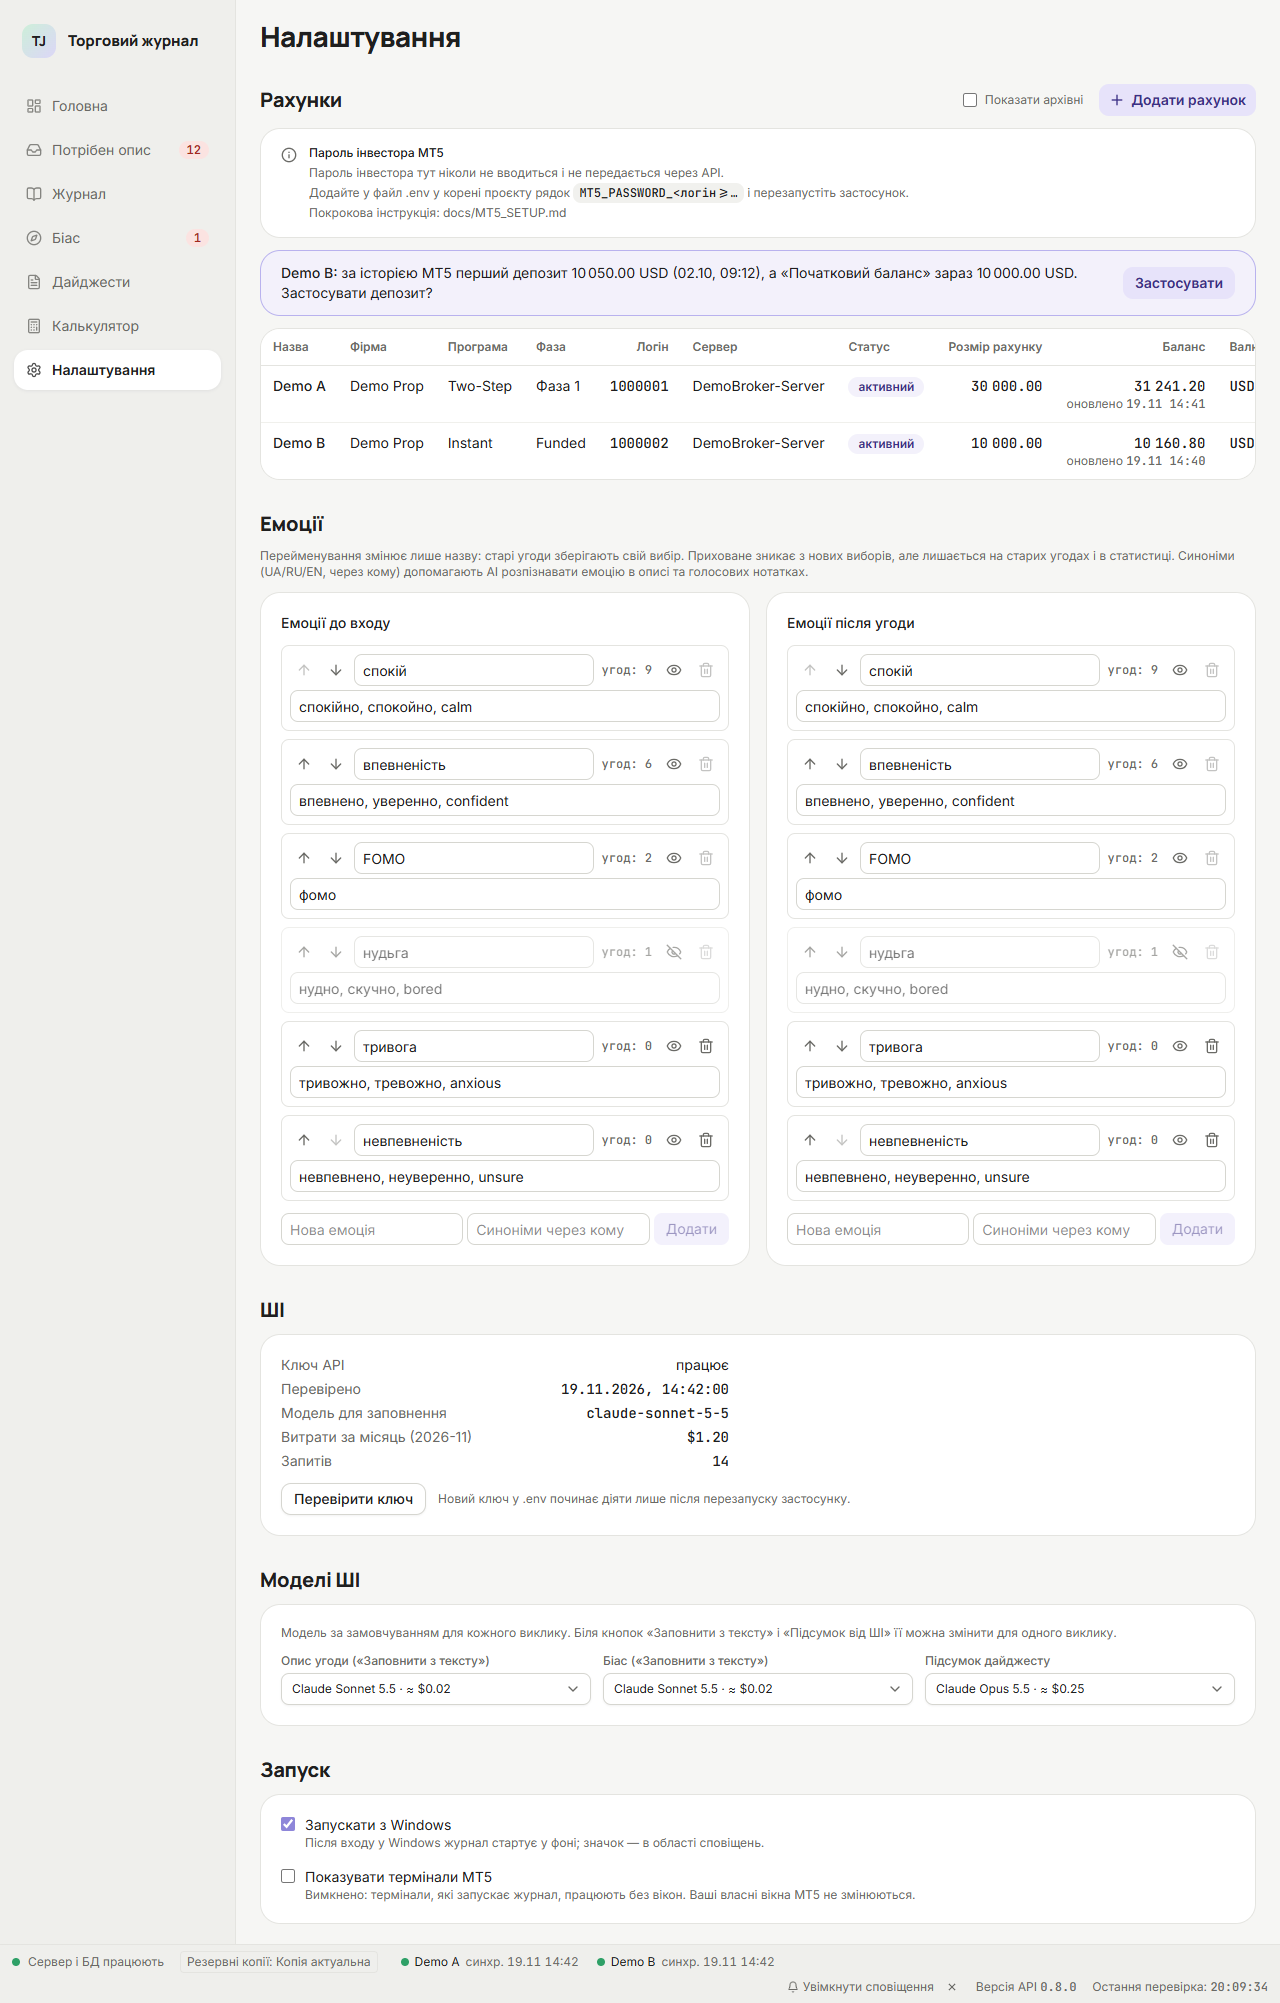 TJ
Торговий журнал
Головна
Потрібен опис 12
Журнал
Біас 1
Дайджести
Калькулятор
Налаштування
Налаштування
Рахунки
Показати архівні
+ Додати рахунок
Пароль інвестора MT5
Пароль інвестора тут ніколи не вводиться і не передається через API.
Додайте у файл .env у корені проєкту рядок MT5_PASSWORD_<логін>=… і перезапустіть застосунок.
Покрокова інструкція: docs/MT5_SETUP.md
Demo B: за історією MT5 перший депозит 10 050.00 USD (02.10, 09:12), а «Початковий баланс» зараз 10 000.00 USD.
Застосувати депозит?
Застосувати
Назва Фірма Програма Фаза Логін Сервер Статус Розмір рахунку Баланс Валю
Demo A Demo Prop Two-Step Фаза 1 1000001 DemoBroker-Server активний 30 000.00 31 241.20 USD
оновлено 19.11 14:41
Demo B Demo Prop Instant Funded 1000002 DemoBroker-Server активний 10 000.00 10 160.80 USD
оновлено 19.11 14:40
Емоції
Перейменування змінює лише назву: старі угоди зберігають свій вибір. Приховане зникає з нових виборів, але лишається на старих угодах і в статистиці. Синоніми
(UA/RU/EN, через кому) допомагають AI розпізнавати емоцію в описі та голосових нотатках.
Емоції до входу
спокій угод: 9
спокійно, спокойно, calm
впевненість угод: 6
впевнено, уверенно, confident
FOMO угод: 2
фомо
нудьга угод: 1
нудно, скучно, bored
тривога угод: 0
тривожно, тревожно, anxious
невпевненість угод: 0
невпевнено, неуверенно, unsure
Нова емоція Синоніми через кому Додати
Емоції після угоди
спокій угод: 9
спокійно, спокойно, calm
впевненість угод: 6
впевнено, уверенно, confident
FOMO угод: 2
фомо
нудьга угод: 1
нудно, скучно, bored
тривога угод: 0
тривожно, тревожно, anxious
невпевненість угод: 0
невпевнено, неуверенно, unsure
Нова емоція Синоніми через кому Додати
ШІ
Ключ API працює
Перевірено 19.11.2026, 14:42:00
Модель для заповнення claude-sonnet-5-5
Витрати за місяць (2026-11) $1.20
Запитів 14
Перевірити ключ Новий ключ у .env починає діяти лише після перезапуску застосунку.
Моделі ШІ
Модель за замовчуванням для кожного виклику. Біля кнопок «Заповнити з тексту» і «Підсумок від ШІ» її можна змінити для одного виклику.
Опис угоди («Заповнити з тексту») Біас («Заповнити з тексту») Підсумок дайджесту
Claude Sonnet 5.5 · ≈ $0.02 Claude Sonnet 5.5 · ≈ $0.02 Claude Opus 5.5 · ≈ $0.25
Запуск
Запускати з Windows
Після входу у Windows журнал стартує у фоні; значок — в області сповіщень.
Показувати термінали MT5
Вимкнено: термінали, які запускає журнал, працюють без вікон. Ваші власні вікна MT5 не змінюються.
Сервер і БД працюють Резервні копії: Копія актуальна Demo A синхр. 19.11 14:42 Demo B синхр. 19.11 14:42
Увімкнути сповіщення × Версія API 0.8.0 Остання перевірка: 20:09:34